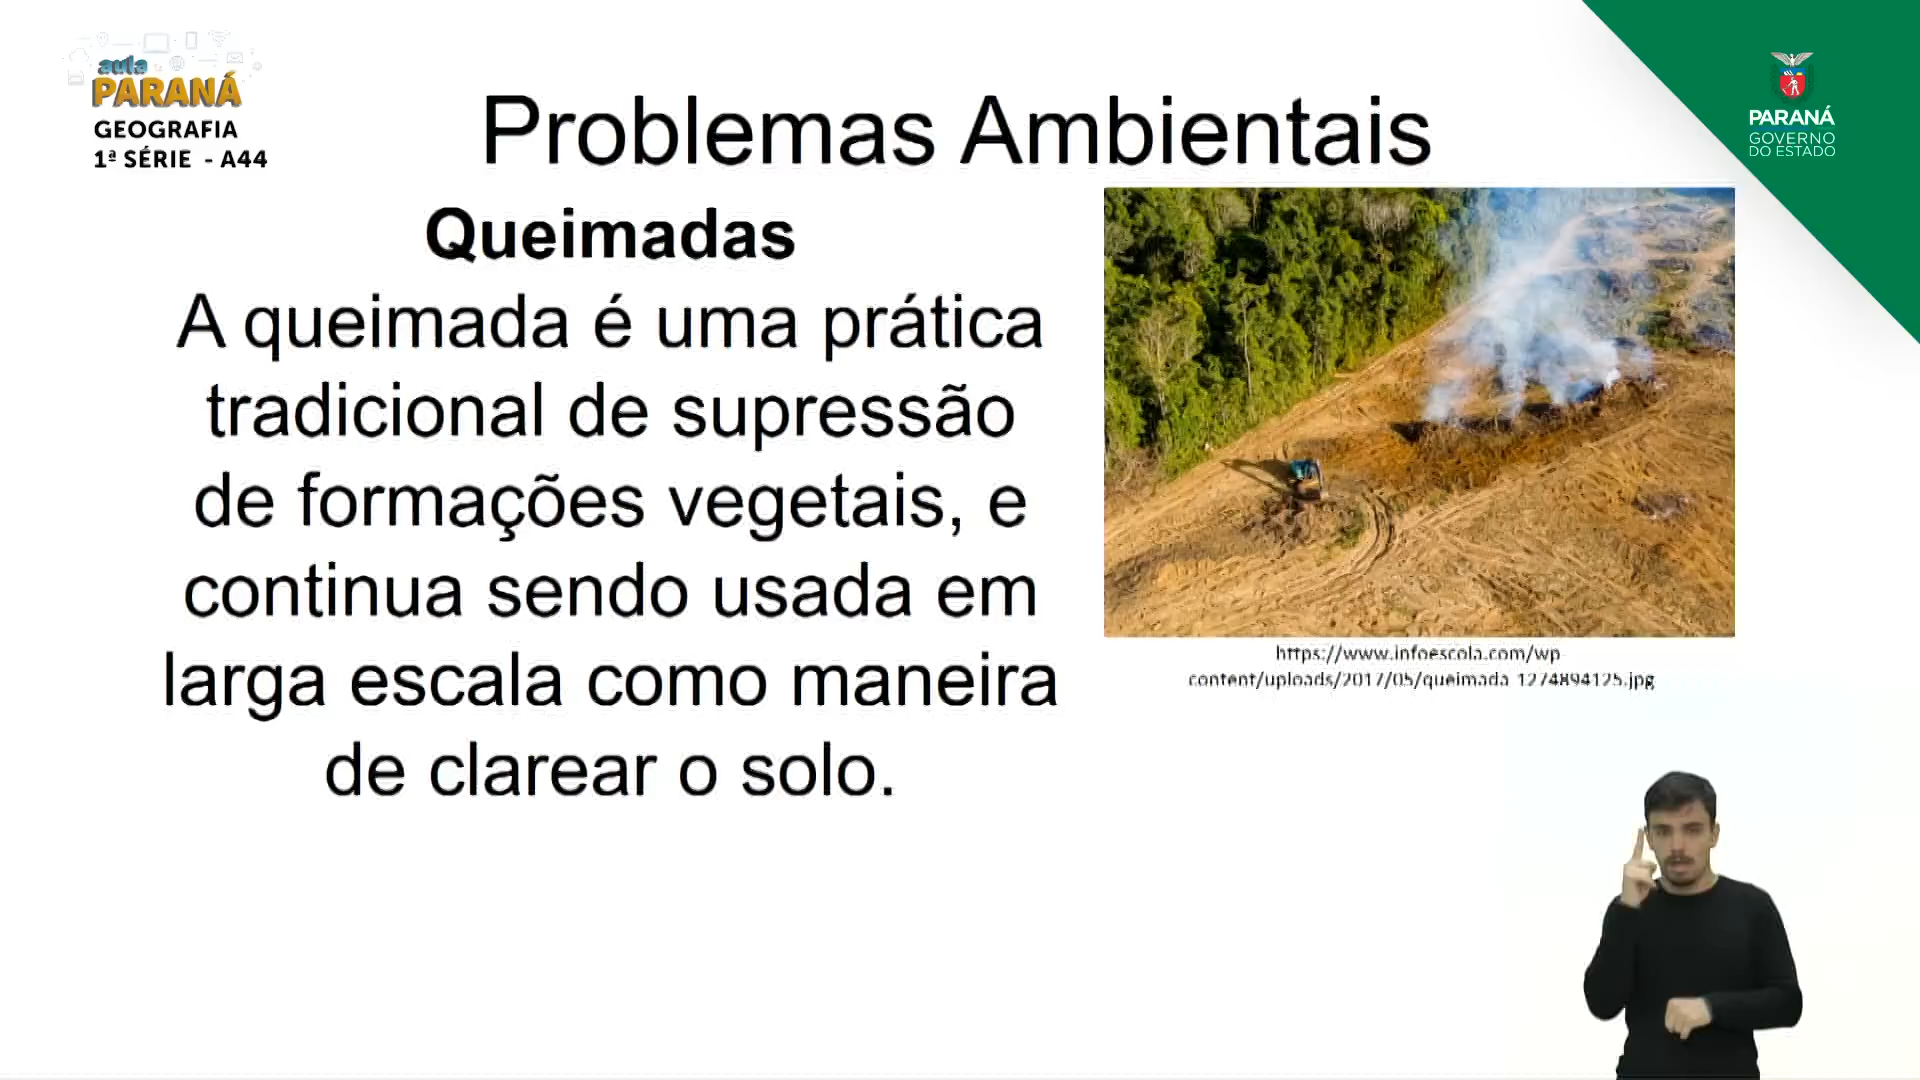 aula
PARANÁ
GEOGRAFIA
1ª SÉRIE - A44
Problemas Ambientais
PARANÁ
GOVERNO
DO ESTADO
Queimadas
A queimada é uma prática
tradicional de supressão
de formações vegetais, e
continua sendo usada em
larga escala como maneira
de clarear o solo.
https://www.infoescola.com/wp
content/uploads/2017/05/queimada 1274894125.jpg